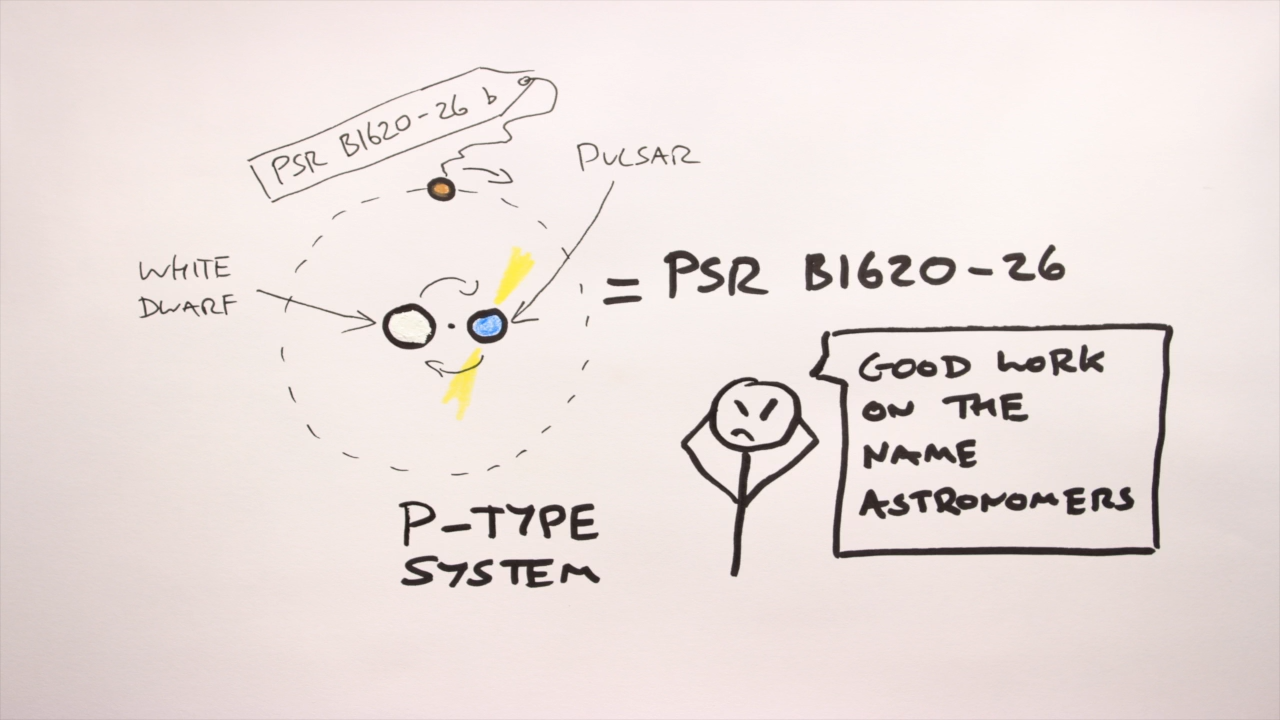 PSR B1620-26 b
PULSAR
WHITE
DWARF
= PSR B1620-26
GOOD WORK
ON THE
NAME
ASTRONOMERS
P-TYPE
SYSTEM